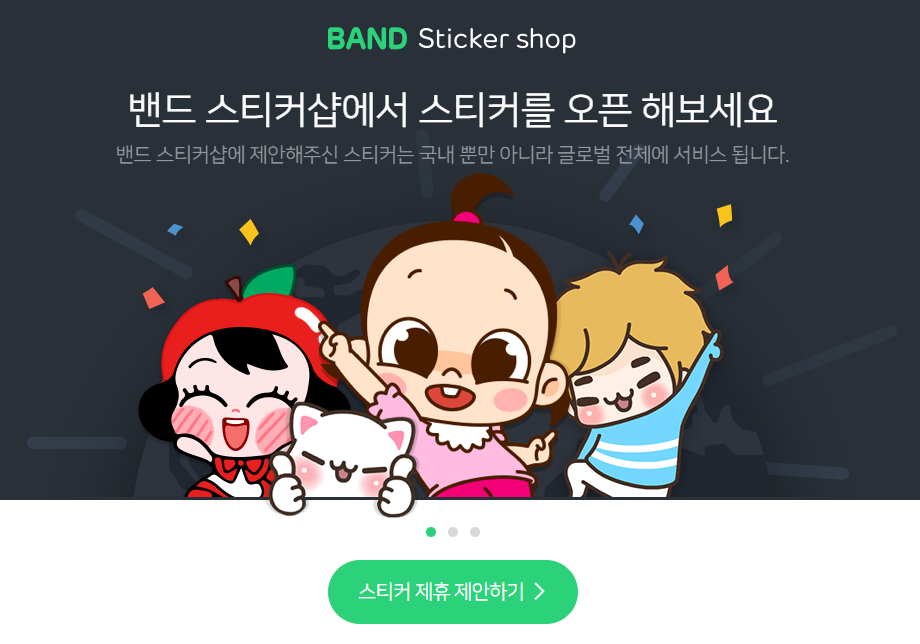 BAND Sticker shop
밴드 스티커샵에서 스티커를 오픈 해보세요
밴드 스티커샵에 제안해주신 스티커는 국내 뿐만 아니라 글로벌 전체에 서비스 됩니다.
스티커 제휴 제안하기 >